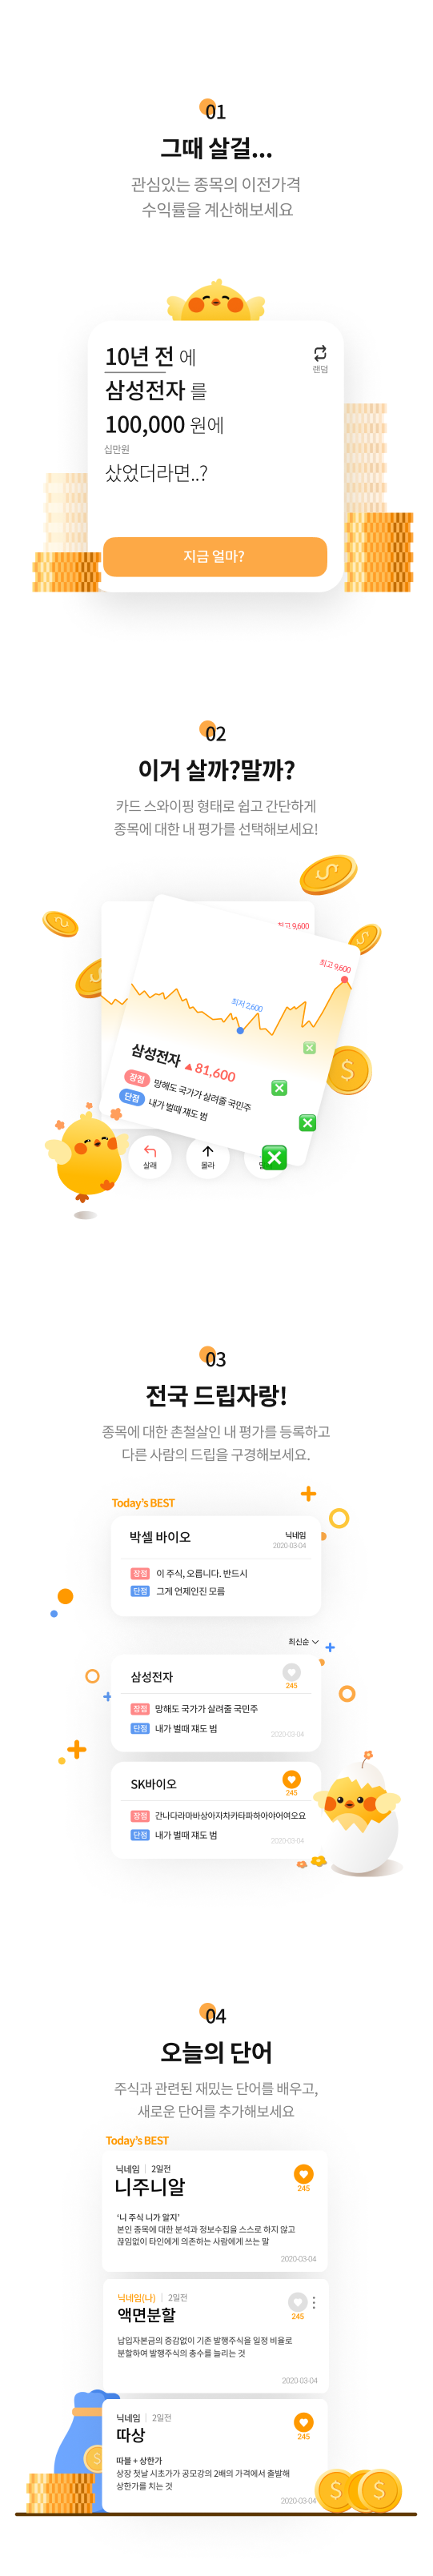 01
그때 살걸...
관심있는 종목의 이전가격
수익률을 계산해보세요
10년 전 에
랜덤
삼성전자 를
100,000 원에
십만원
샀었더라면..?
지금 얼마?
02
이거 살까?말까?
카드 스와이핑 형태로 쉽고 간단하게
종목에 대한 내 평가를 선택해보세요!
최고 9,600
최고 9,600
최저 2,600
삼성전자 ▲81,600
장점 망해도 국가가 살려줄 국민주
단점 내가 벌때 쟤도 범
살래
몰라
03
전국 드립자랑!
종목에 대한 촌철살인 내 평가를 등록하고
다른 사람의 드립을 구경해보세요.
Today's BEST
박셀 바이오
닉네임
2020-03-04
장점 이 주식, 오릅니다. 반드시
단점 그게 언제인진 모름
최신순
삼성전자
245
장점 망해도 국가가 살려줄 국민주
단점 내가 벌때 쟤도 범
2020-03-04
SK바이오
245
장점 가나다라마바상아자차카타파하아야어여오요
단점 내가 벌때 쟤도 범
2020-03-04
04
오늘의 단어
주식과 관련된 재밌는 단어를 배우고,
새로운 단어를 추가해보세요
Today's BEST
닉네임 | 2일전
니주니알
245
'니 주식 니가 알지'
본인 종목에 대한 분석과 정보수집을 스스로 하지 않고
끊임없이 타인에게 의존하는 사람에게 쓰는 말
2020-03-04
닉네임(나) | 2일전
액면분할
245
납입자본금의 증감없이 기존 발행주식을 일정 비율로
분할하여 발행주식의 총수를 늘리는 것
2020-03-04
닉네임 | 2일전
따상
245
따블 + 상한가
상장 첫날 시초가가 공모강의 2배의 가격에서 출발해
상한가를 치는 것
2020-03-04